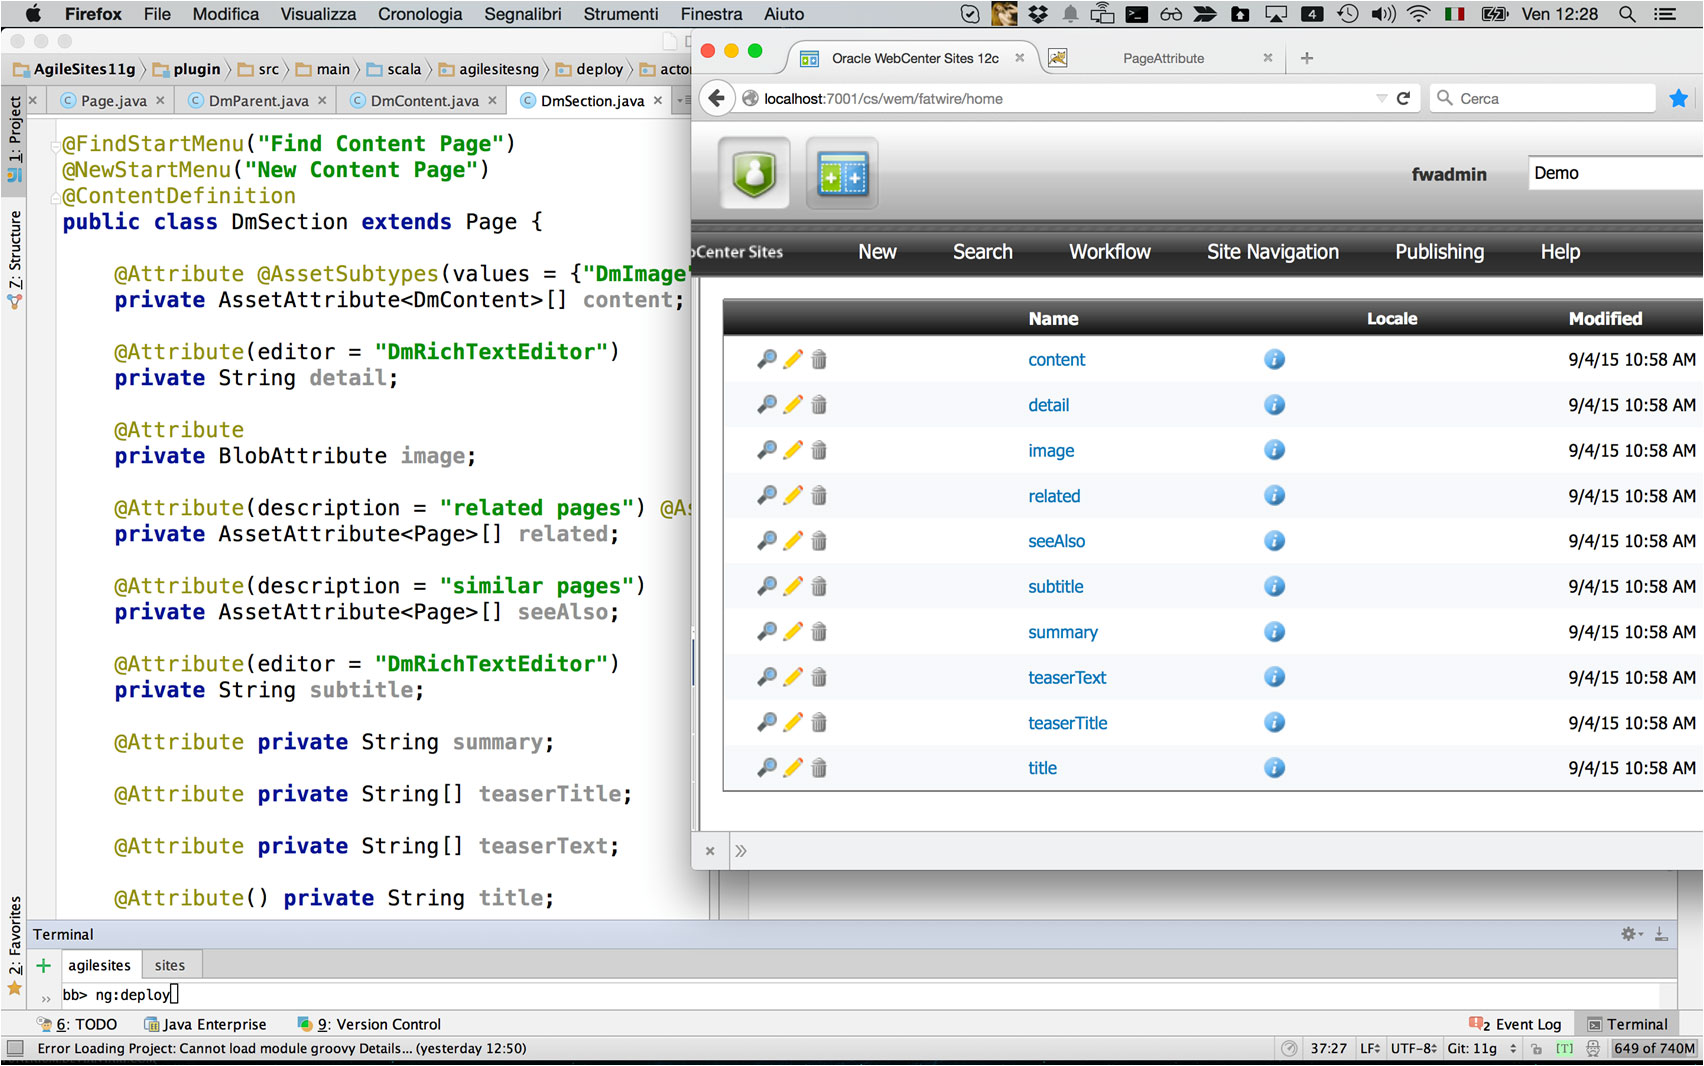 Firefox File Modifica Visualizza Cronologia Segnalibri Strumenti Finestra Aiuto 4 Ven 12:28
AgileSites11g plugin src main scala agilesitesng deploy actor
Page.java DmParent.java DmContent.java DmSection.java
1: Project
7: Structure
2: Favorites
@FindStartMenu("Find Content Page")
@NewStartMenu("New Content Page")
@ContentDefinition
public class DmSection extends Page {
@Attribute @AssetSubtypes(values = {"DmImage"
private AssetAttribute<DmContent>[] content;
@Attribute(editor = "DmRichTextEditor")
private String detail;
@Attribute
private BlobAttribute image;
@Attribute(description = "related pages") @As
private AssetAttribute<Page>[] related;
@Attribute(description = "similar pages")
private AssetAttribute<Page>[] seeAlso;
@Attribute(editor = "DmRichTextEditor")
private String subtitle;
@Attribute private String summary;
@Attribute private String[] teaserTitle;
@Attribute private String[] teaserText;
@Attribute() private String title;
Oracle WebCenter Sites 12c PageAttribute
localhost:7001/cs/wem/fatwire/home Cerca
fwadmin Demo
Center Sites New Search Workflow Site Navigation Publishing Help
Name Locale Modified
content 9/4/15 10:58 AM
detail 9/4/15 10:58 AM
image 9/4/15 10:58 AM
related 9/4/15 10:58 AM
seeAlso 9/4/15 10:58 AM
subtitle 9/4/15 10:58 AM
summary 9/4/15 10:58 AM
teaserText 9/4/15 10:58 AM
teaserTitle 9/4/15 10:58 AM
title 9/4/15 10:58 AM
Terminal
agilesites sites
bb> ng:deploy
6: TODO Java Enterprise 9: Version Control 2 Event Log Terminal
Error Loading Project: Cannot load module groovy Details... (yesterday 12:50) 37:27 LF UTF-8 Git: 11g [T] 649 of 740M